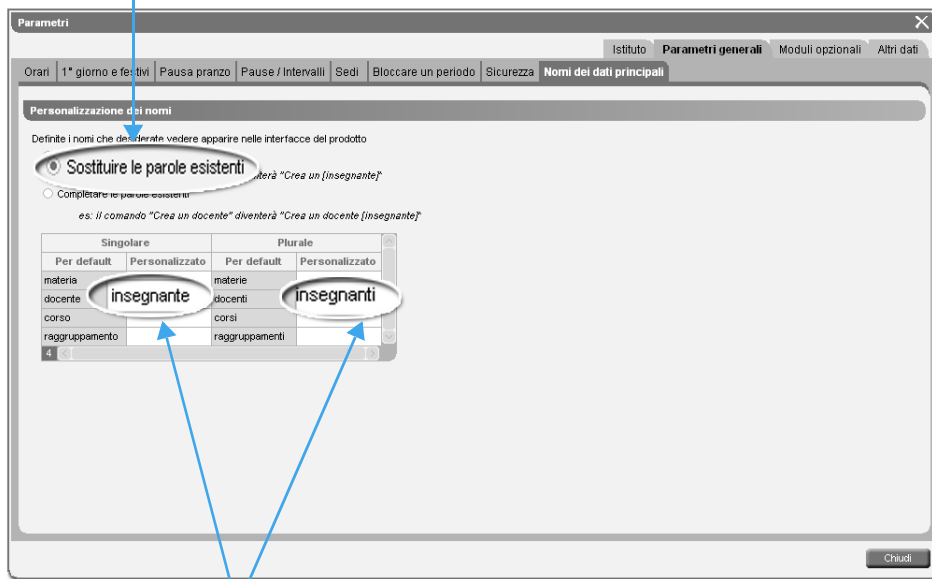 Parametri
Istituto Parametri generali Moduli opzionali Altri dati
Orari 1° giorno e festivi Pausa pranzo Pause / Intervalli Sedi Bloccare un periodo Sicurezza Nomi dei dati principali
Personalizzazione dei nomi
Definite i nomi che desiderate vedere apparire nelle interfacce del prodotto
Sostituire le parole esistenti
"Crea un [insegnante]"
Completare le parole esistenti
es: il comando "Crea un docente" diventerà "Crea un docente [insegnante]"
Singolare Plurale
Per default Personalizzato Per default Personalizzato
materia materie
docente insegnante docenti insegnanti
corso corsi
raggruppamento raggruppamenti
4
Chiudi